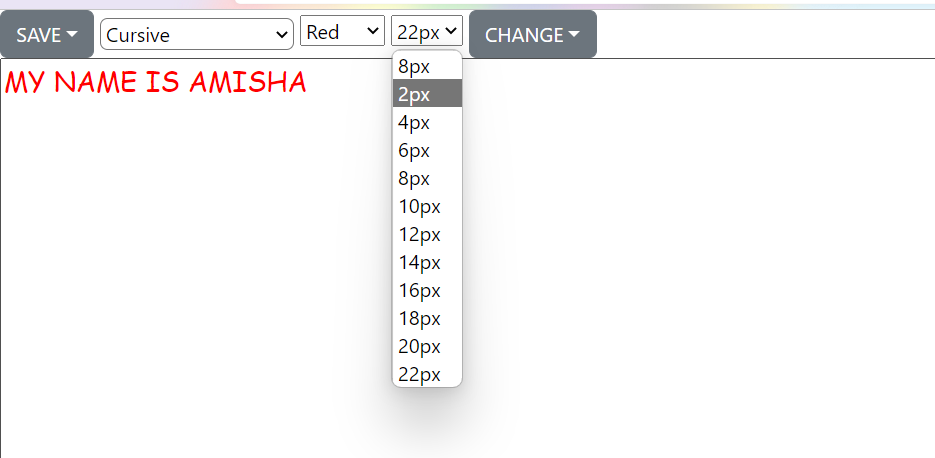 SAVE Cursive Red 22px CHANGE
8px
2px
4px
6px
8px
10px
12px
14px
16px
18px
20px
22px
MY NAME IS AMISHA